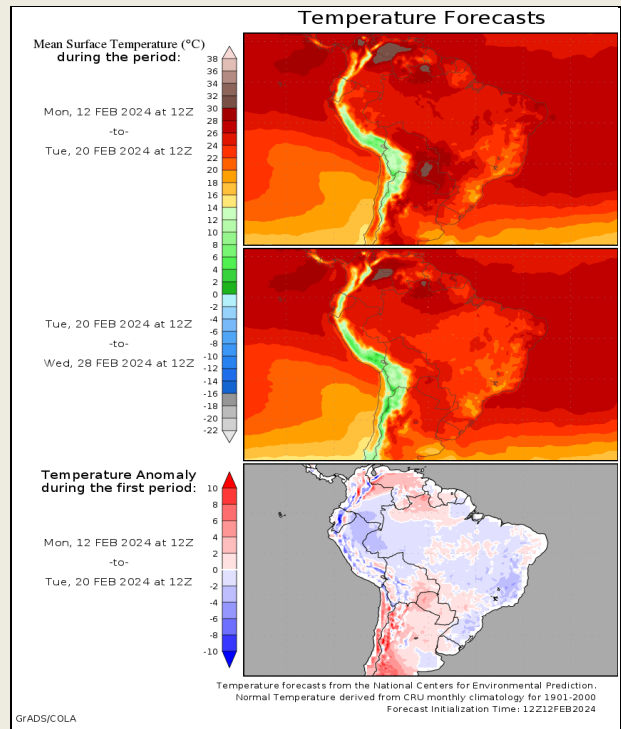 Temperature Forecasts
Mean Surface Temperature (°C)
during the period:
Mon, 12 FEB 2024 at 12Z
-to-
Tue, 20 FEB 2024 at 12Z
38
36
34
32
30
28
26
24
22
20
18
16
14
12
10
8
6
4
2
0
-2
-4
-6
-8
-10
-12
-14
-16
-18
-20
-22
Tue, 20 FEB 2024 at 12Z
-to-
Wed, 28 FEB 2024 at 12Z
Temperature Anomaly
during the first period:
Mon, 12 FEB 2024 at 12Z
-to-
Tue, 20 FEB 2024 at 12Z
10
8
6
4
2
0
-2
-4
-6
-8
-10
Temperature forecasts from the National Centers for Environmental Prediction.
Normal Temperature derived from CRU monthly climatology for 1901-2000
Forecast Initialization Time: 12Z12FEB2024
GrADS/COLA